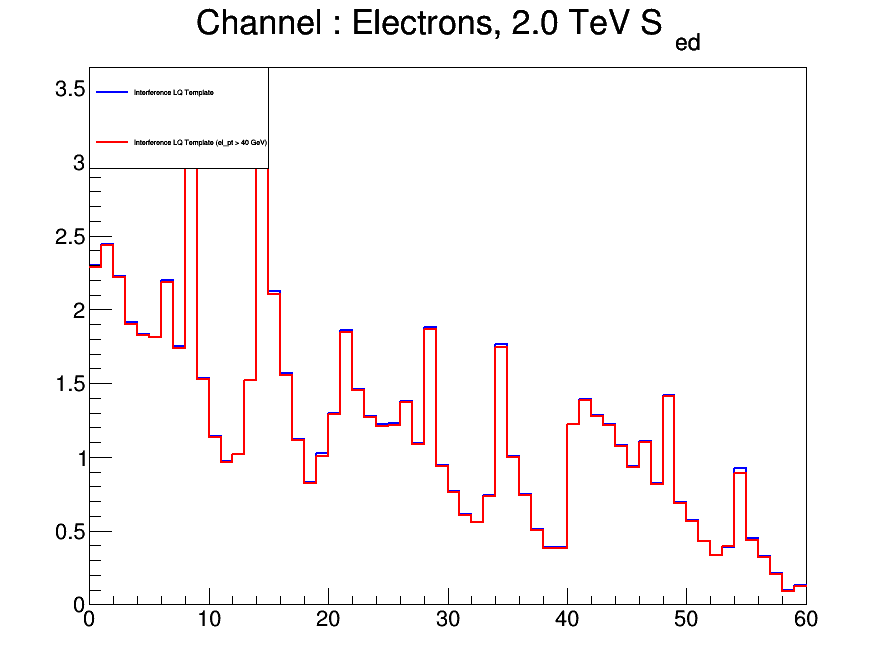 Channel : Electrons, 2.0 TeV S ed
3.5
Interference LQ Template
Interference LQ Template (el_pt > 40 GeV)
3
2.5
2
1.5
1
0.5
0
0 10 20 30 40 50 60